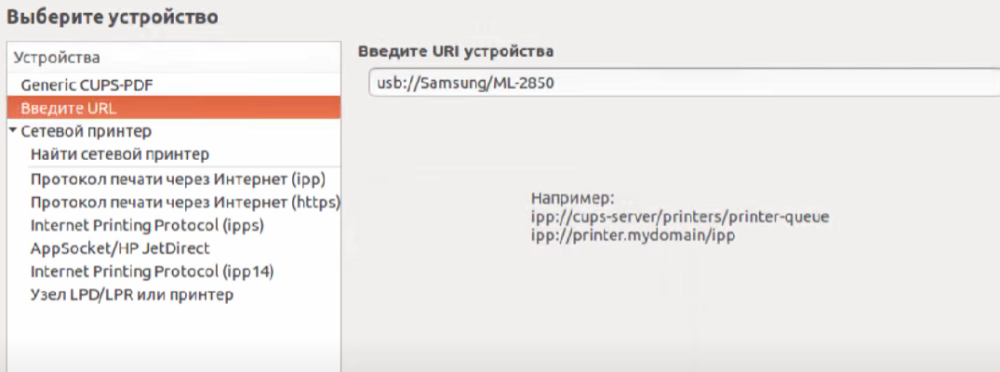 Выберите устройство
Устройства
Generic CUPS-PDF
Введите URL
Сетевой принтер
Найти сетевой принтер
Протокол печати через Интернет (ipp)
Протокол печати через Интернет (https)
Internet Printing Protocol (ipps)
AppSocket/HP JetDirect
Internet Printing Protocol (ipp14)
Узел LPD/LPR или принтер
Введите URI устройства
usb://Samsung/ML-2850
Например:
ipp://cups-server/printers/printer-queue
ipp://printer.mydomain/ipp